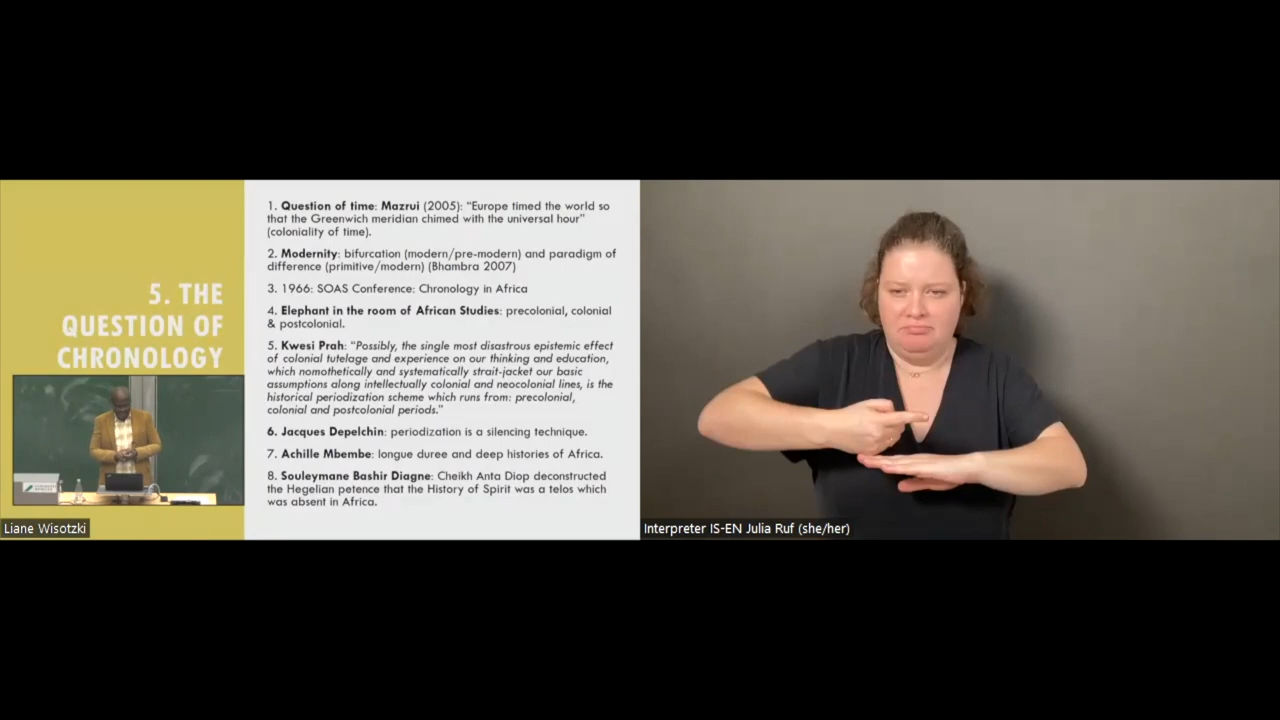 5. THE
QUESTION OF
CHRONOLOGY
1. Question of time: Mazrui (2005): "Europe timed the world so
that the Greenwich meridian chimed with the universal hour"
(coloniality of time).
2. Modernity: bifurcation (modern/pre-modern) and paradigm of
difference (primitive/modern) (Bhambra 2007)
3. 1966: SOAS Conference: Chronology in Africa
4. Elephant in the room of African Studies: precolonial, colonial
& postcolonial.
5. Kwesi Prah: "Possibly, the single most disastrous epistemic effect
of colonial tutelage and experience on our thinking and education,
which nomothetically and systematically strait-jacket our basic
assumptions along intellectually colonial and neocolonial lines, is the
historical periodization scheme which runs from: precolonial,
colonial and postcolonial periods."
6. Jacques Depelchin: periodization is a silencing technique.
7. Achille Mbembe: longue duree and deep histories of Africa.
8. Souleymane Bashir Diagne: Cheikh Anta Diop deconstructed
the Hegelian petence that the History of Spirit was a telos which
was absent in Africa.
Liane Wisotzki
Interpreter IS-EN Julia Ruf (she/her)